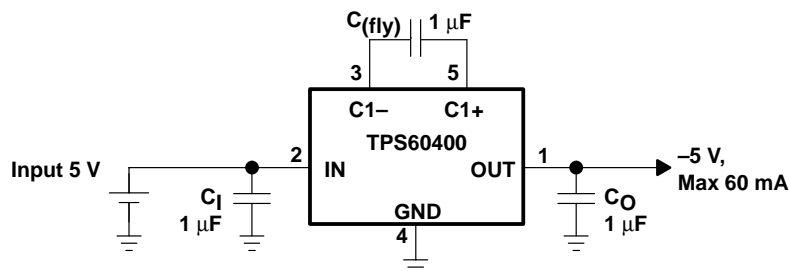 C(fly) 1 μF
3 5
C1– C1+
TPS60400
Input 5 V 2 IN OUT 1 –5 V,
Max 60 mA
CI
1 μF
GND
4
CO
1 μF